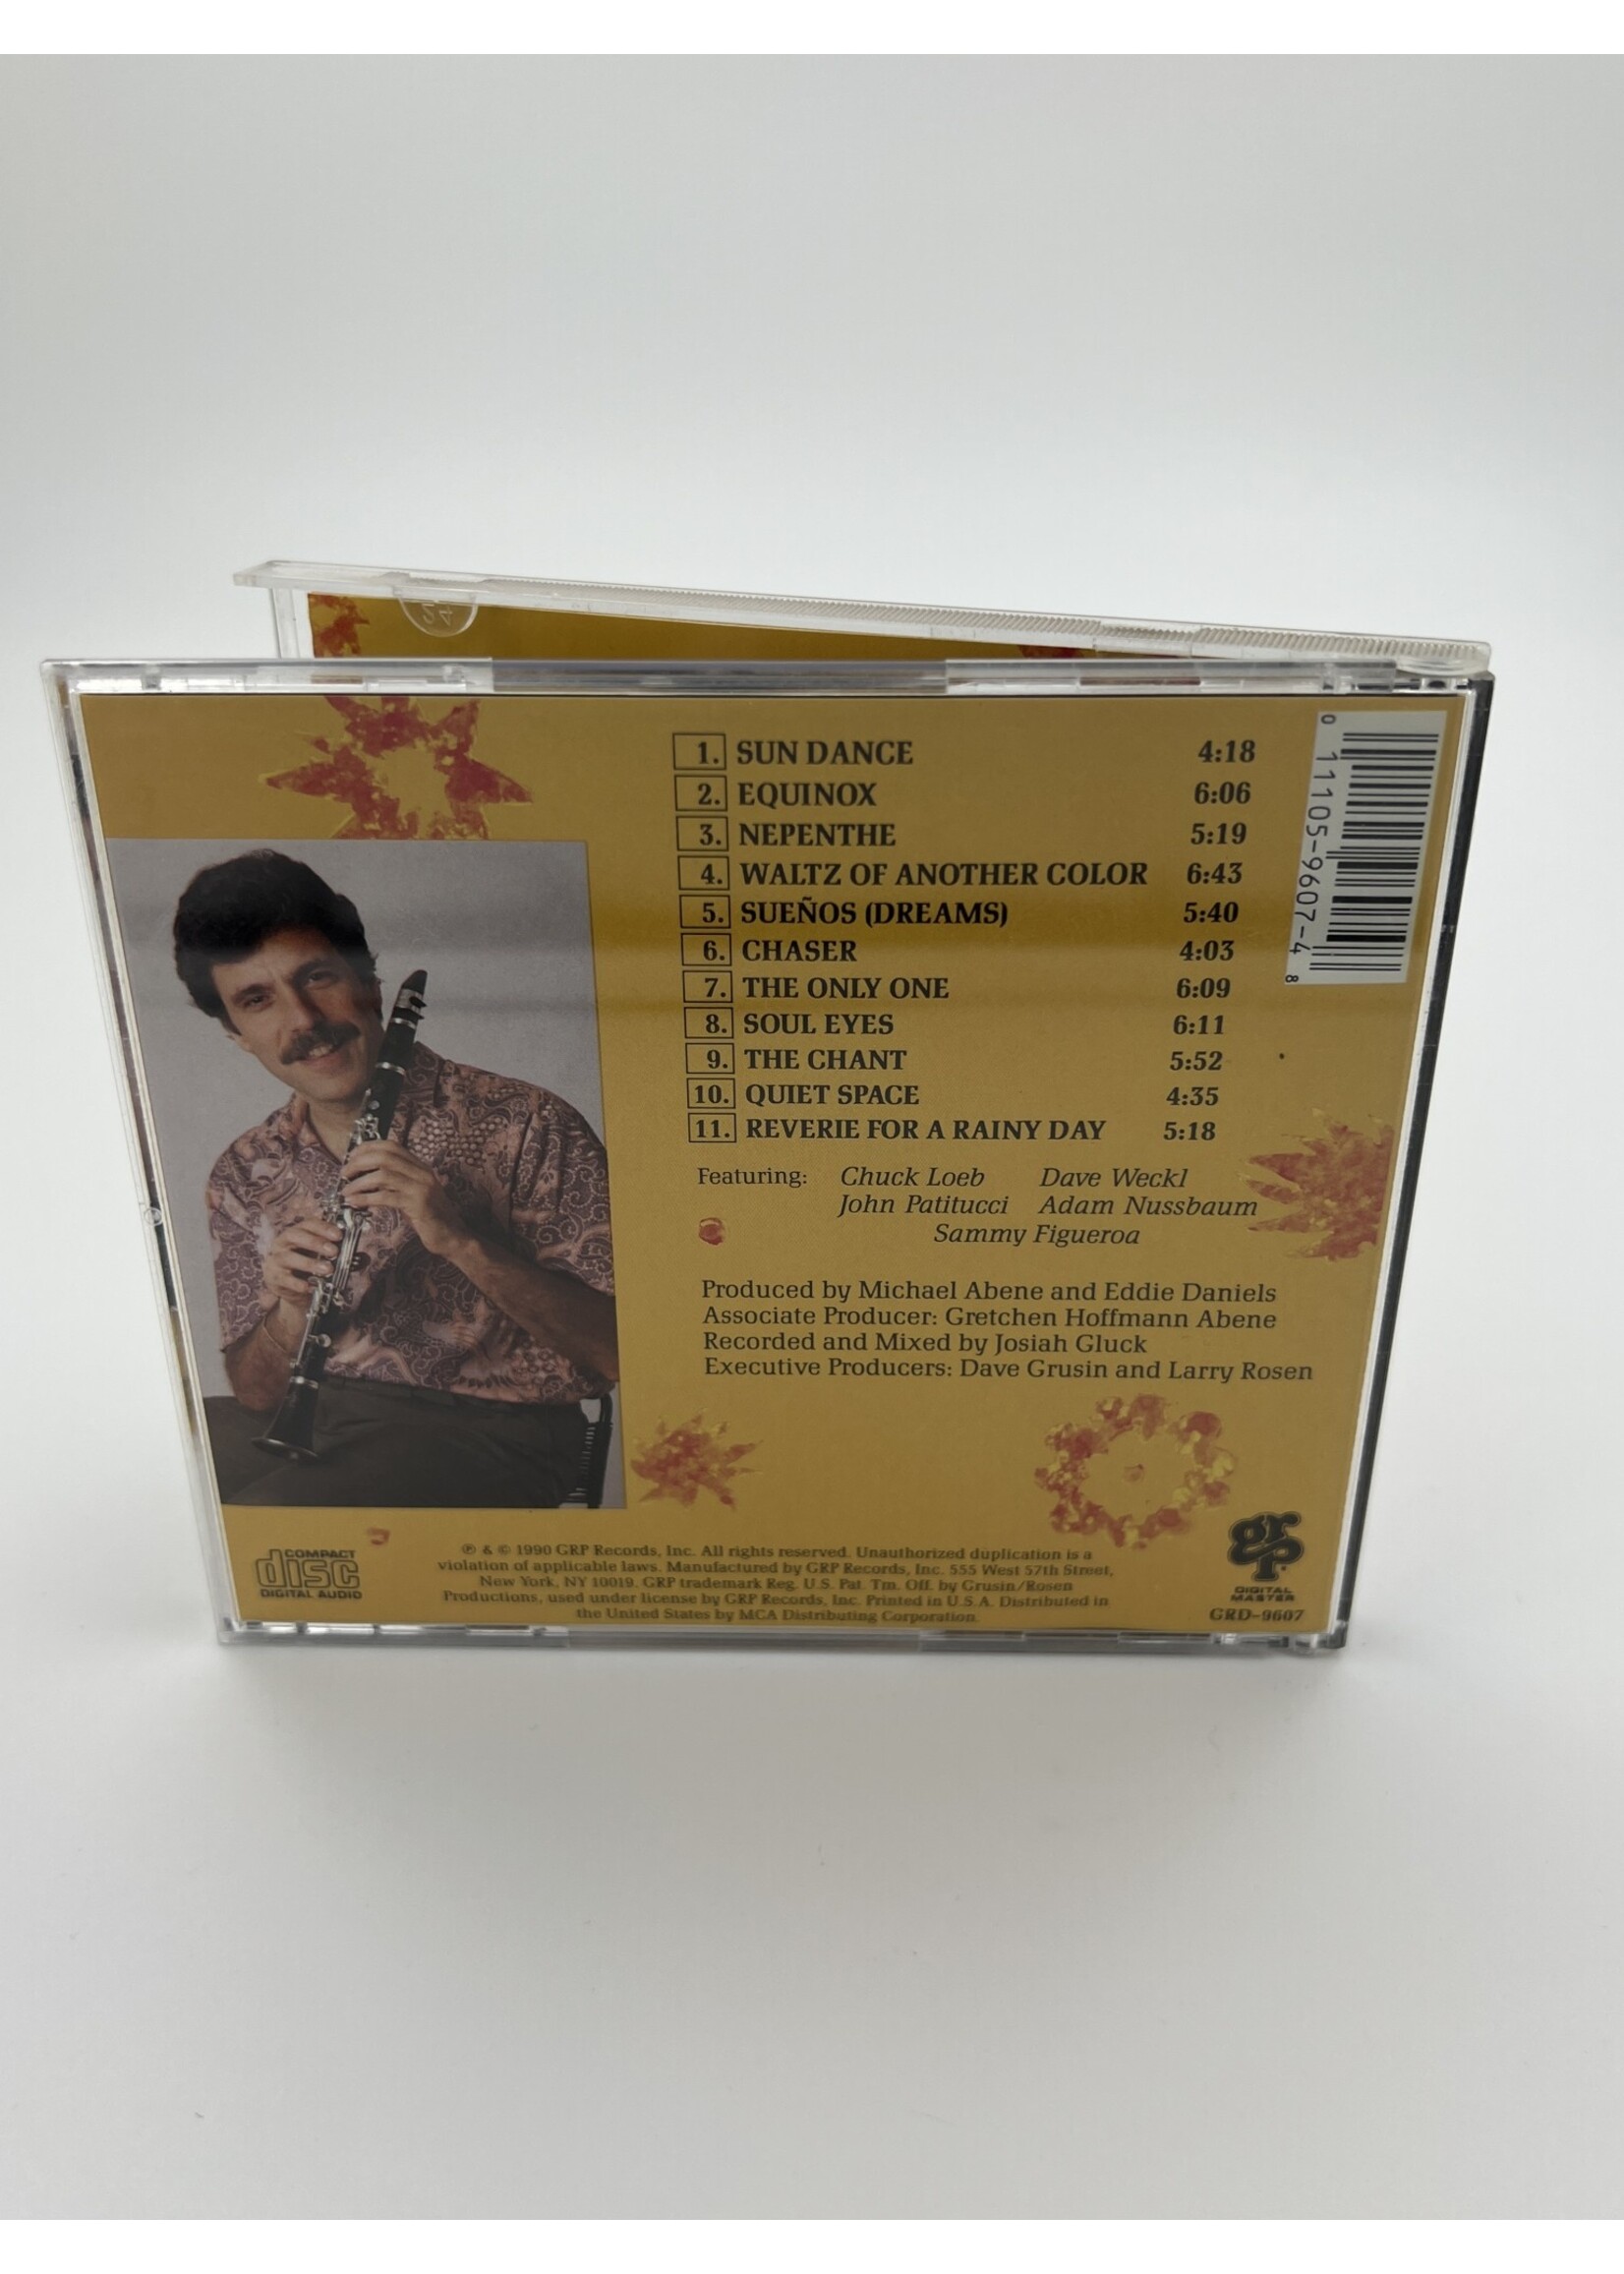 1. SUN DANCE 4:18
2. EQUINOX 6:06
3. NEPENTHE 5:19
4. WALTZ OF ANOTHER COLOR 6:43
5. SUEÑOS (DREAMS) 5:40
6. CHASER 4:03
7. THE ONLY ONE 6:09
8. SOUL EYES 6:11
9. THE CHANT 5:52
10. QUIET SPACE 4:35
11. REVERIE FOR A RAINY DAY 5:18
0 11105-9607-4 8
Featuring: Chuck Loeb Dave Weckl
John Patitucci Adam Nussbaum
Sammy Figueroa
Produced by Michael Abene and Eddie Daniels
Associate Producer: Gretchen Hoffmann Abene
Recorded and Mixed by Josiah Gluck
Executive Producers: Dave Grusin and Larry Rosen
COMPACT
disc
DIGITAL AUDIO
℗ & © 1990 GRP Records, Inc. All rights reserved. Unauthorized duplication is a
violation of applicable laws. Manufactured by GRP Records, Inc. 555 West 57th Street,
New York, NY 10019. GRP trademark Reg. U.S. Pat. Tm. Off. by Grusin/Rosen
Productions, used under license by GRP Records, Inc. Printed in U.S.A. Distributed in
the United States by MCA Distributing Corporation.
grp
DIGITAL
MASTER
GRD-9607